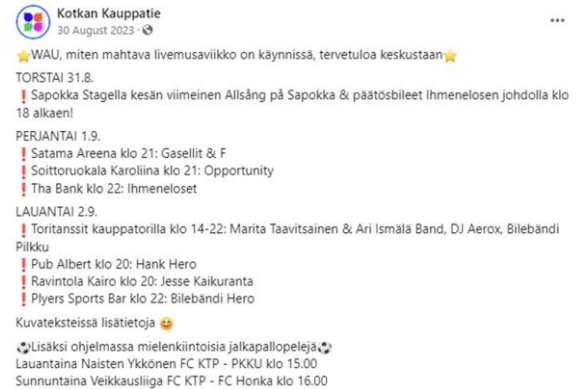 Kotkan Kauppatie
30 August 2023 ·
⭐WAU, miten mahtava livemusaviikko on käynnissä, tervetuloa keskustaan⭐
TORSTAI 31.8.
❗Sapokka Stagella kesän viimeinen Allsång på Sapokka & päätösbileet Ihmenelosen johdolla klo
18 alkaen!
PERJANTAI 1.9.
❗Satama Areena klo 21: Gasellit & F
❗Soittoruokala Karoliina klo 21: Opportunity
❗Tha Bank klo 22: Ihmeneloset
LAUANTAI 2.9.
❗Toritanssit kauppatorilla klo 14-22: Marita Taavitsainen & Ari Ismälä Band, DJ Aerox, Bilebändi
Pilkku
❗Pub Albert klo 20: Hank Hero
❗Ravintola Kairo klo 20: Jesse Kaikuranta
❗Plyers Sports Bar klo 22: Bilebändi Hero
Kuvateksteissä lisätietoja 😊
⚽Lisäksi ohjelmassa mielenkiintoisia jalkapallopelejä⚽
Lauantaina Naisten Ykkönen FC KTP - PKKU klo 15.00
Sunnuntaina Veikkausliiga FC KTP - FC Honka klo 16.00